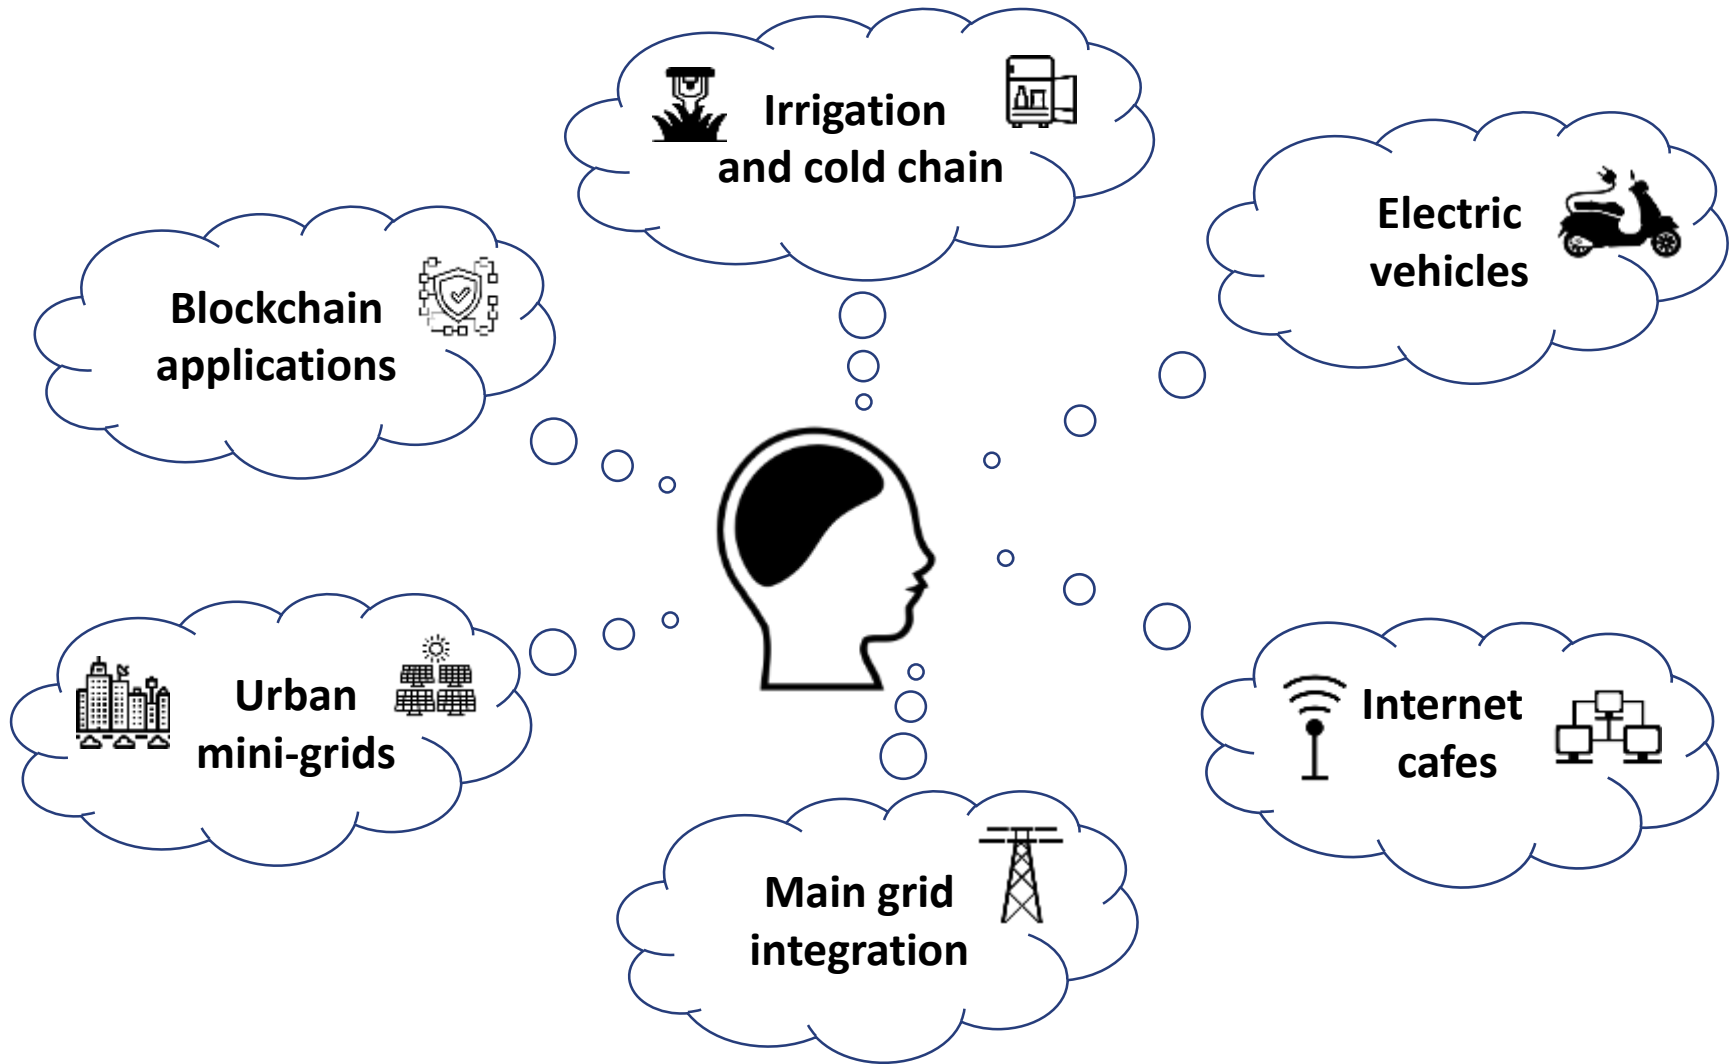 Irrigation
and cold chain
Electric
vehicles
Blockchain
applications
Urban
mini-grids
Internet
cafes
Main grid
integration